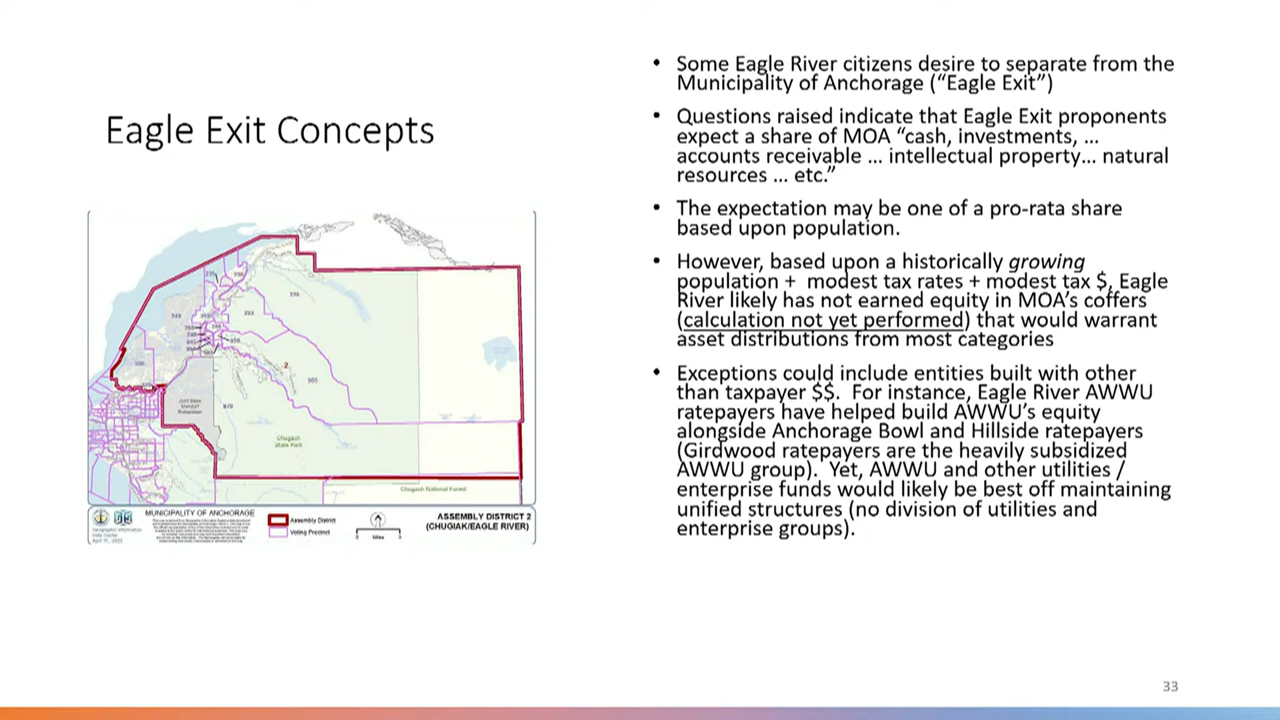 Eagle Exit Concepts
• Some Eagle River citizens desire to separate from the
Municipality of Anchorage (“Eagle Exit”)
• Questions raised indicate that Eagle Exit proponents
expect a share of MOA “cash, investments, ...
accounts receivable ... intellectual property... natural
resources ... etc.”
• The expectation may be one of a pro-rata share
based upon population.
• However, based upon a historically growing
population + modest tax rates + modest tax $, Eagle
River likely has not earned equity in MOA’s coffers
(calculation not yet performed) that would warrant
asset distributions from most categories
• Exceptions could include entities built with other
than taxpayer $$. For instance, Eagle River AWWU
ratepayers have helped build AWWU’s equity
alongside Anchorage Bowl and Hillside ratepayers
(Girdwood ratepayers are the heavily subsidized
AWWU group). Yet, AWWU and other utilities /
enterprise funds would likely be best off maintaining
unified structures (no division of utilities and
enterprise groups).
2
Chugach
State Park
Chugach National Forest
MUNICIPALITY OF ANCHORAGE
Assembly District
Voting Precinct
Miles
ASSEMBLY DISTRICT 2
(CHUGIAK/EAGLE RIVER)
33